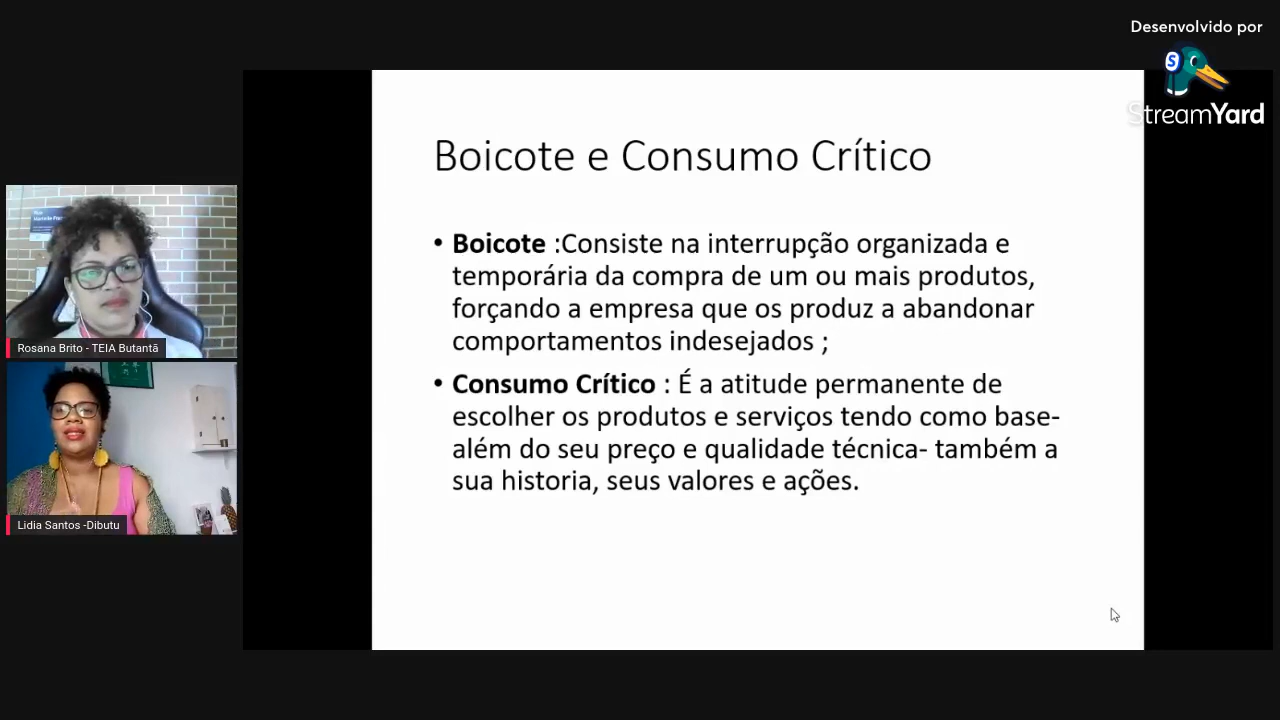 Desenvolvido por
StreamYard
Boicote e Consumo Crítico
• Boicote :Consiste na interrupção organizada e
temporária da compra de um ou mais produtos,
forçando a empresa que os produz a abandonar
comportamentos indesejados ;
• Consumo Crítico : É a atitude permanente de
escolher os produtos e serviços tendo como base-
além do seu preço e qualidade técnica- também a
sua historia, seus valores e ações.
Rosana Brito - TEIA Butantã
Lidia Santos -Dibutu